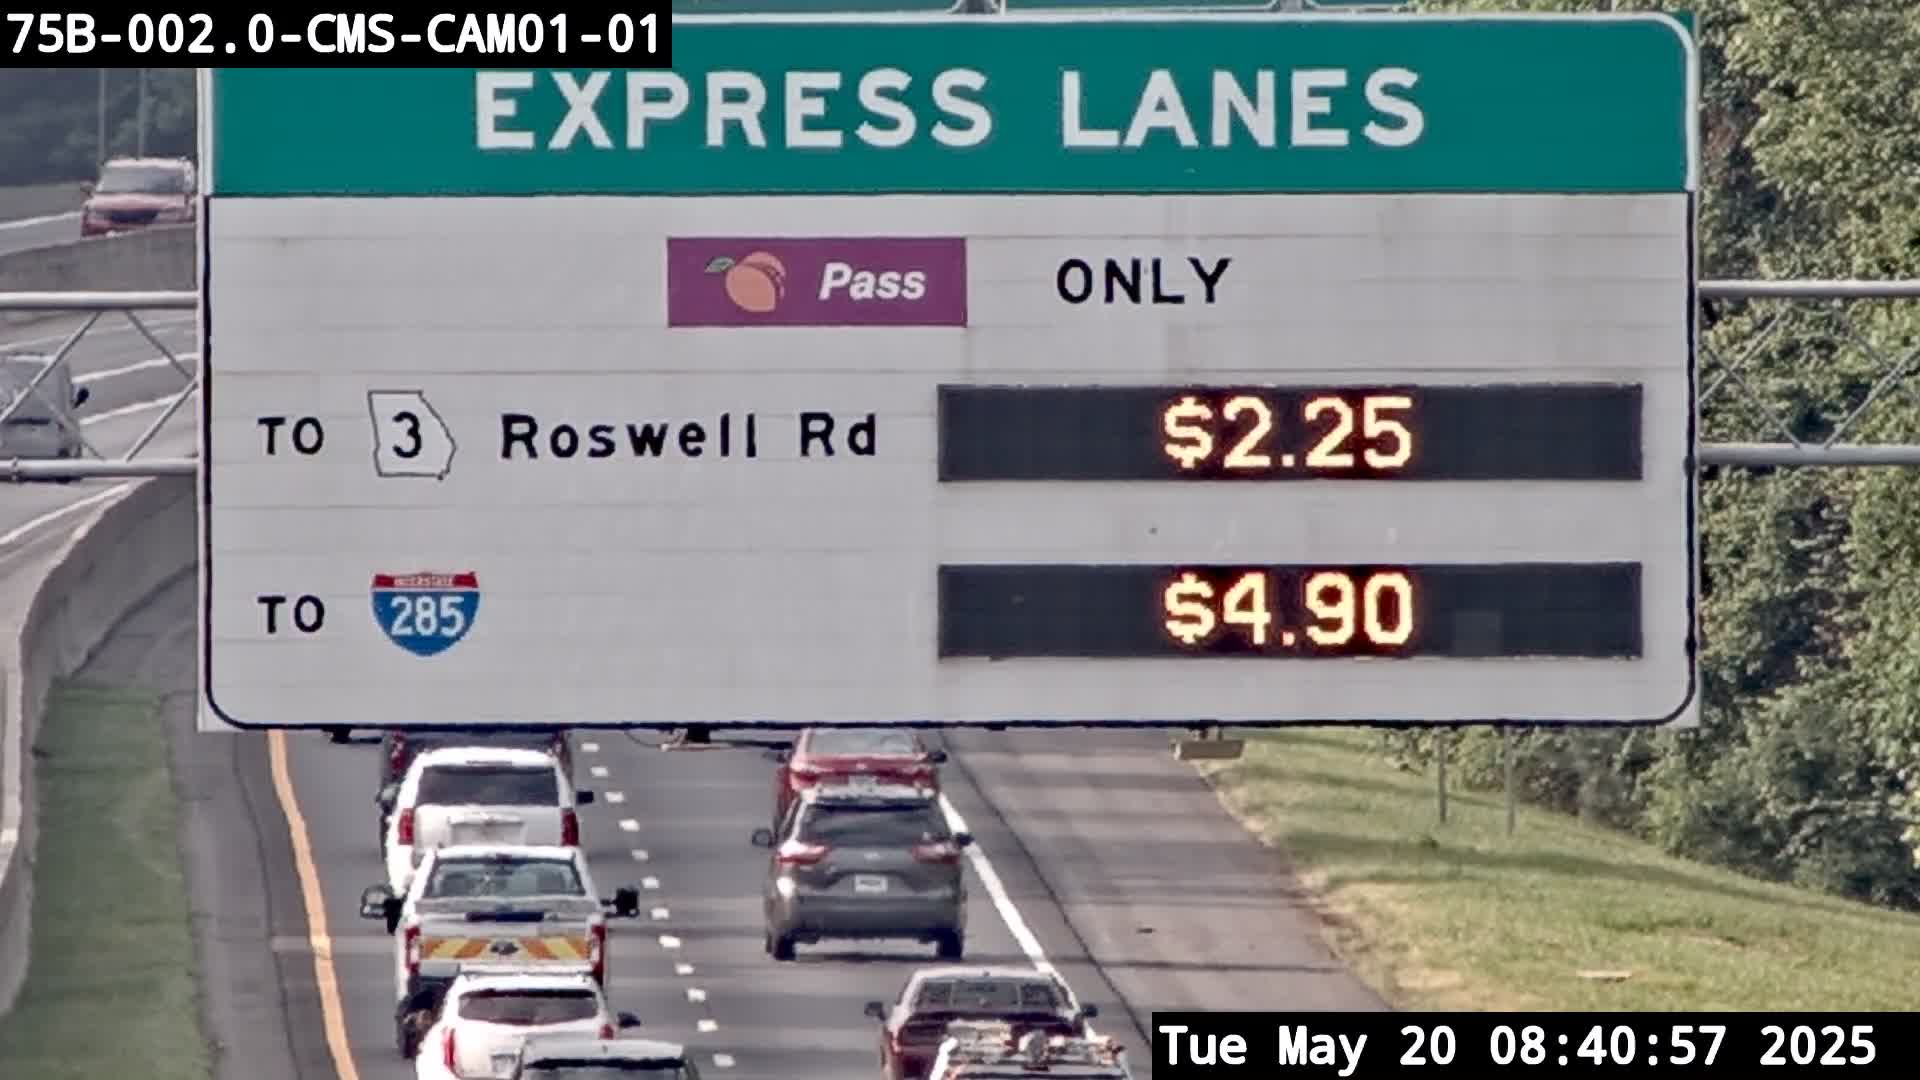 75B-002.0-CMS-CAM01-01
EXPRESS LANES
Pass ONLY
TO 3 Roswell Rd $2.25
INTERSTATE
TO 285 $4.90
Tue May 20 08:40:57 2025